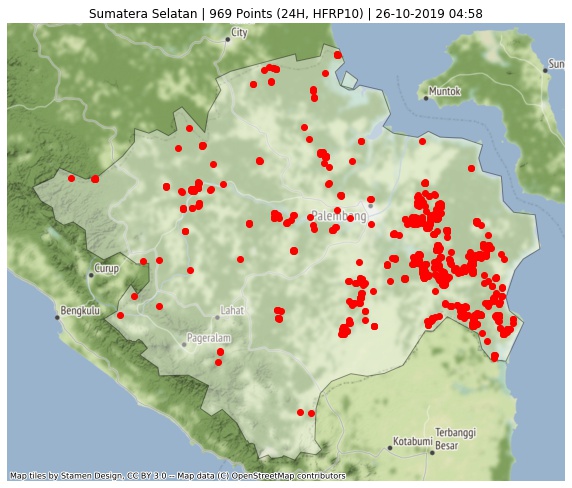 Sumatera Selatan | 969 Points (24H, HFRP10) | 26-10-2019 04:58
City
Sun
Muntok
Palembang
Curup
Bengkulu
Lahat
Pageralam
Terbanggi
Kotabumi
Besar
Map tiles by Stamen Design, CC BY 3.0 -- Map data (C) OpenStreetMap contributors